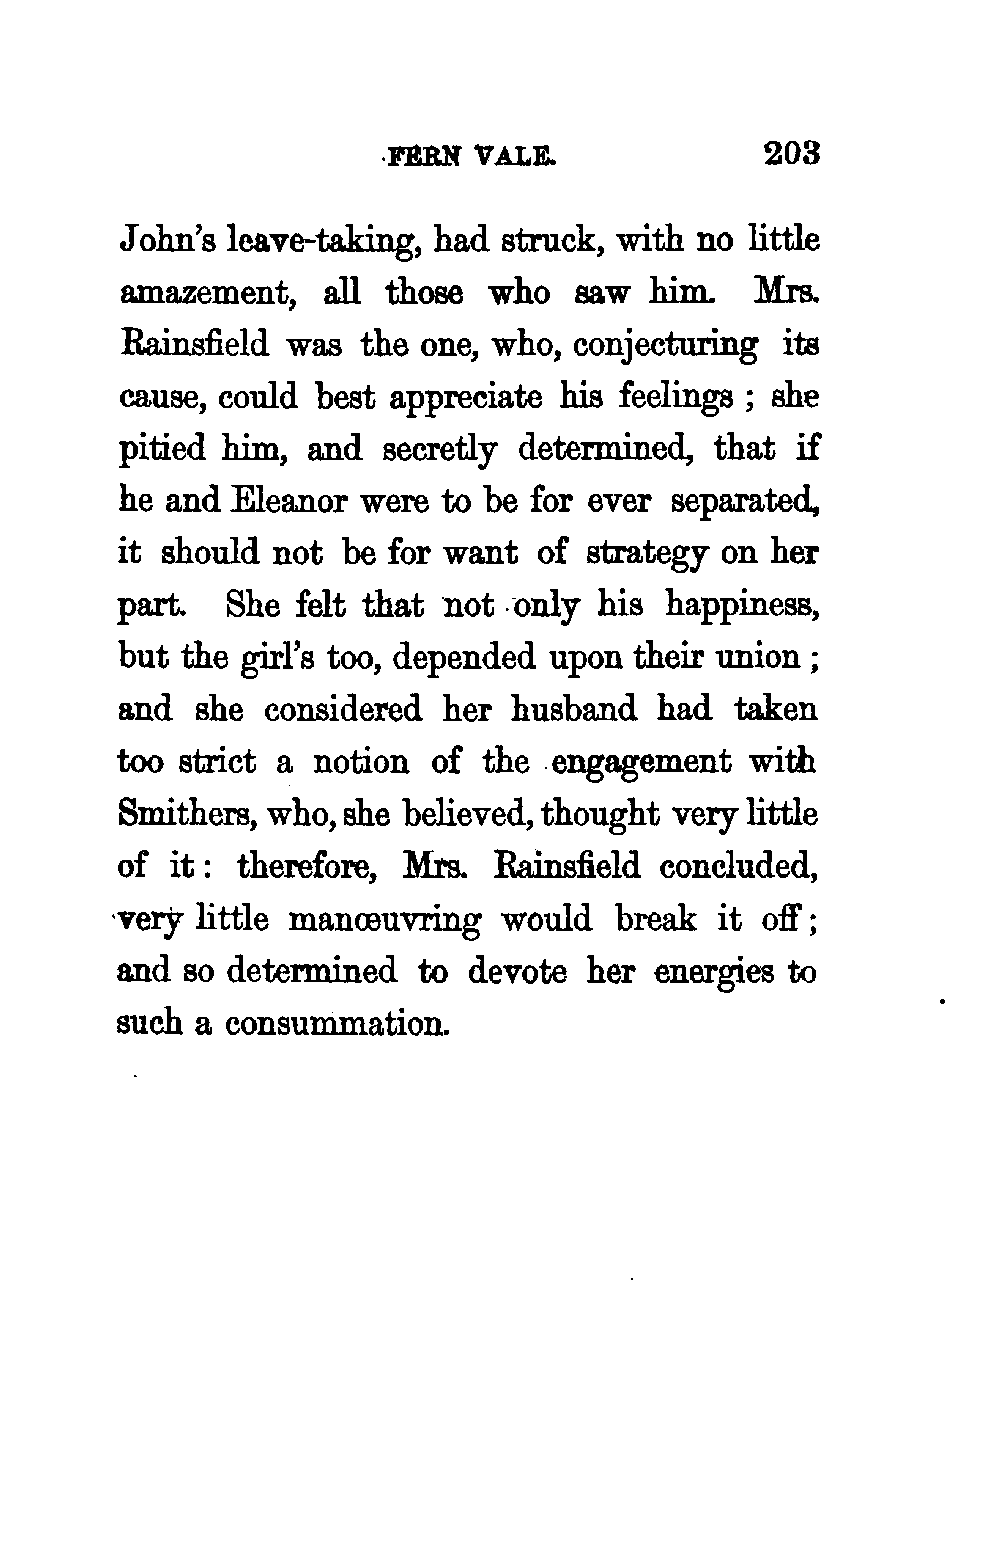 FERN VALE. 203
John's leave-taking, had struck, with no little
amazement, all those who saw him. Mrs.
Rainsfield was the one, who, conjecturing its
cause, could best appreciate his feelings ; she
pitied him, and secretly determined, that if
he and Eleanor were to be for ever separated,
it should not be for want of strategy on her
part. She felt that not only his happiness,
but the girl's too, depended upon their union ;
and she considered her husband had taken
too strict a notion of the engagement with
Smithers, who, she believed, thought very little
of it : therefore, Mrs. Rainsfield concluded,
very little manœuvring would break it off ;
and so determined to devote her energies to
such a consummation.